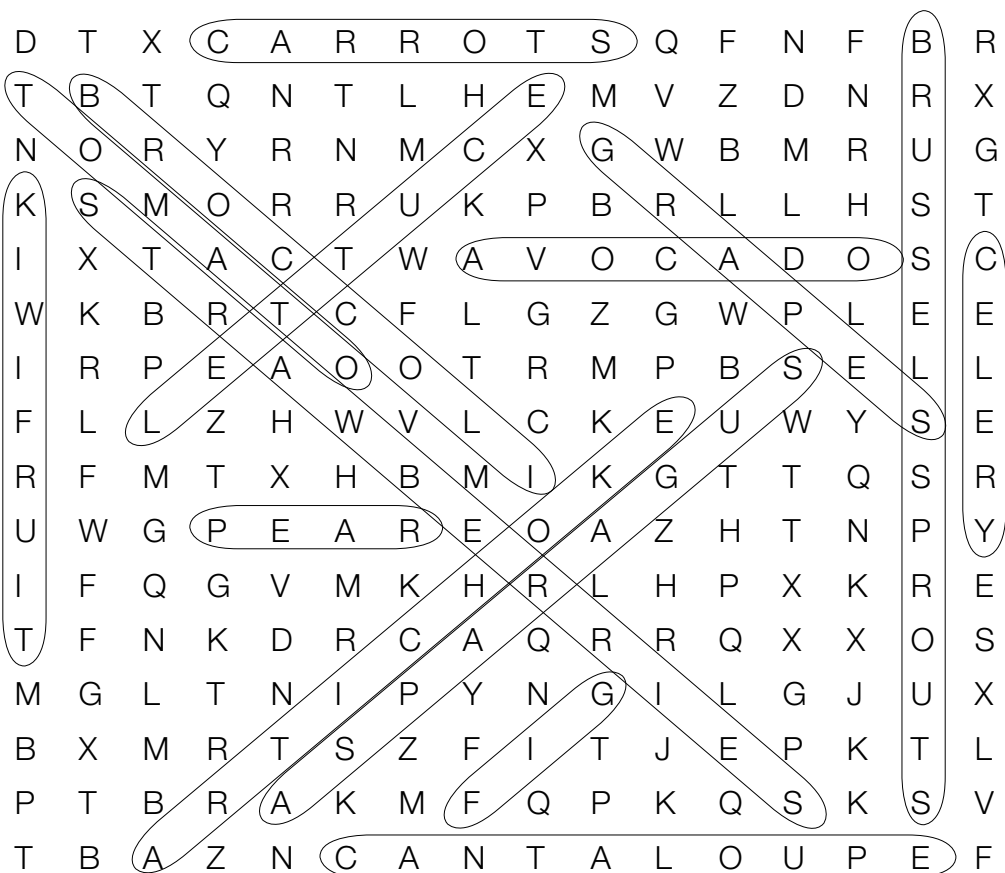 D T X C A R R O T S Q F N F B R
T B T Q N T L H E M V Z D N R X
N O R Y R N M C X G W B M R U G
K S M O R R U K P B R L L H S T
I X T A C T W A V O C A D O S C
W K B R T C F L G Z G W P L E E
I R P E A O O T R M P B S E L L
F L L Z H W V L C K E U W Y S E
R F M T X H B M I K G T T Q S R
U W G P E A R E O A Z H T N P Y
I F Q G V M K H R L H P X K R E
T F N K D R C A Q R R Q X X O S
M G L T N I P Y N G I L G J U X
B X M R T S Z F I T J E P K T L
P T B R A K M F Q P K Q S K S V
T B A Z N C A N T A L O U P E F